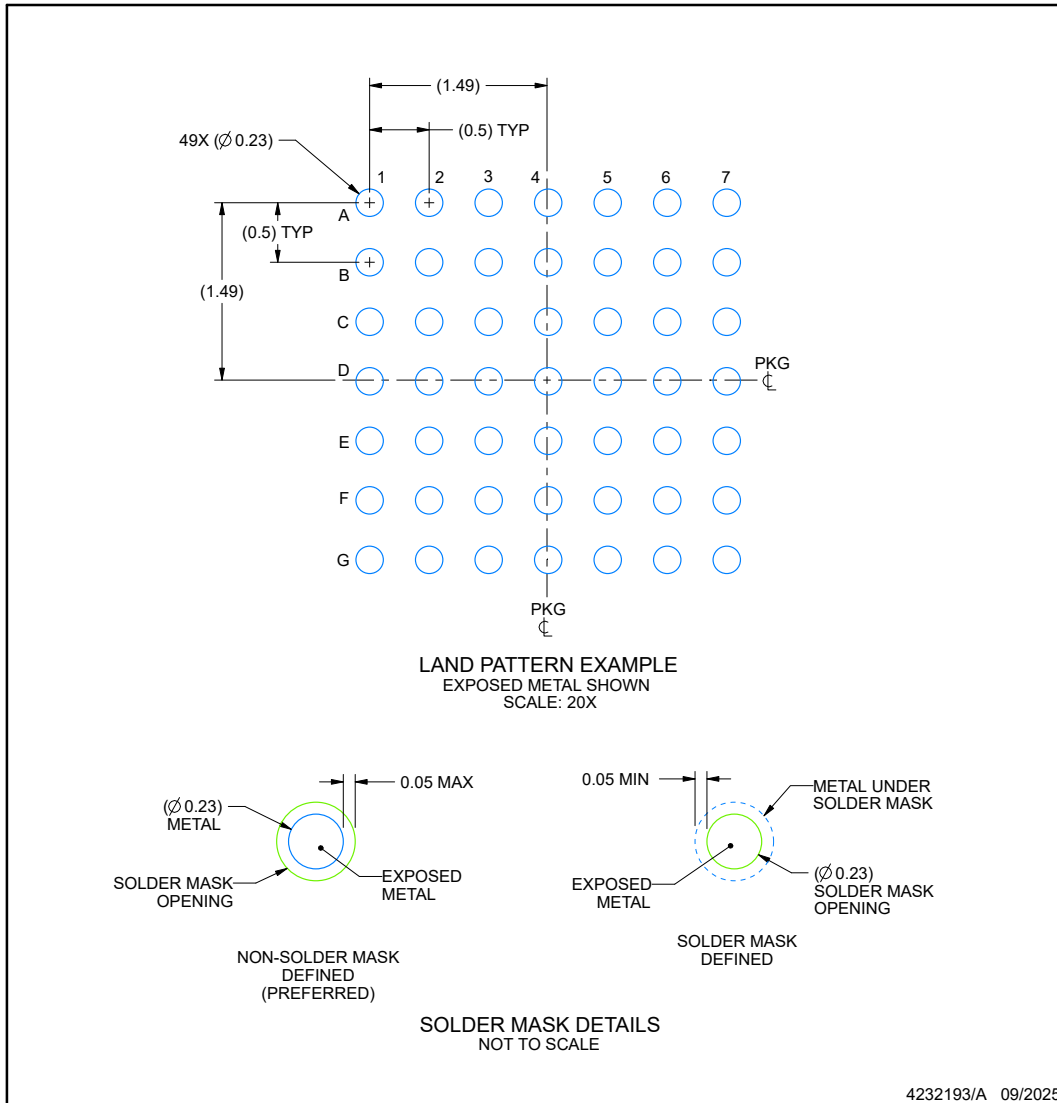 (1.49)
(0.5) TYP
49X (∅ 0.23)
1 2 3 4 5 6 7
A
(0.5) TYP
B
(1.49)
C
D
PKG
℄
E
F
G
PKG
℄
LAND PATTERN EXAMPLE
EXPOSED METAL SHOWN
SCALE: 20X
0.05 MAX
(∅ 0.23)
METAL
SOLDER MASK
OPENING
EXPOSED
METAL
NON-SOLDER MASK
DEFINED
(PREFERRED)
0.05 MIN
METAL UNDER
SOLDER MASK
EXPOSED
METAL
(∅ 0.23)
SOLDER MASK
OPENING
SOLDER MASK
DEFINED
SOLDER MASK DETAILS
NOT TO SCALE
4232193/A 09/2025